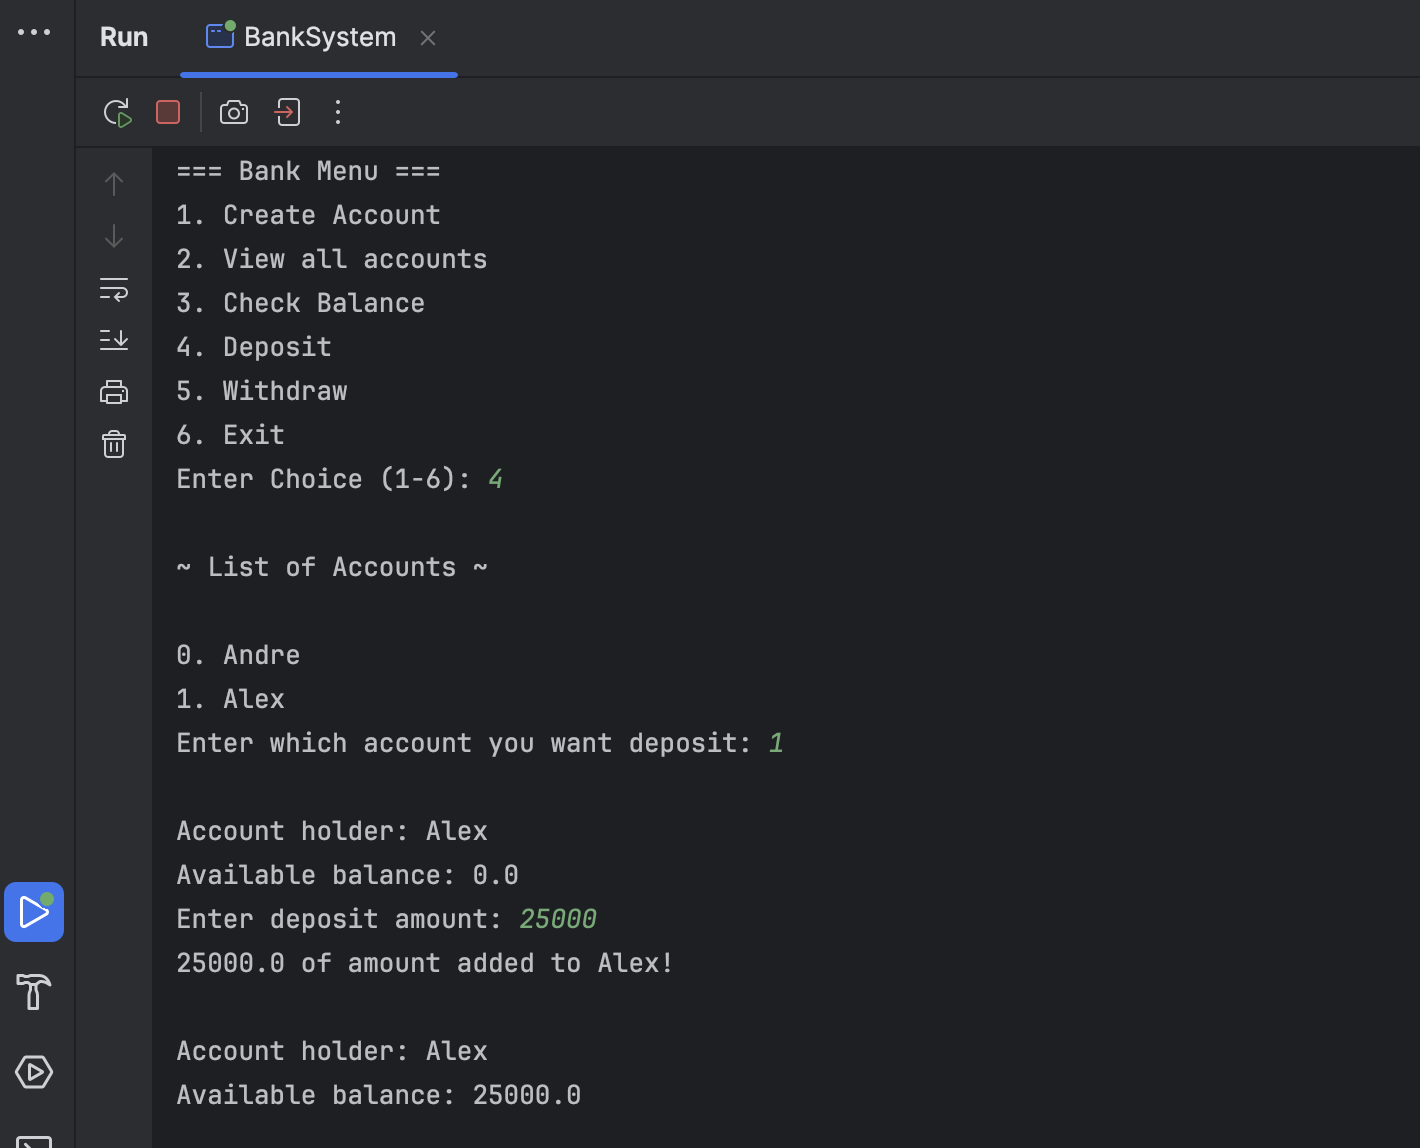 Run
BankSystem
=== Bank Menu ===
1. Create Account
2. View all accounts
3. Check Balance
4. Deposit
5. Withdraw
6. Exit
Enter Choice (1-6): 4
~ List of Accounts ~
0. Andre
1. Alex
Enter which account you want deposit: 1
Account holder: Alex
Available balance: 0.0
Enter deposit amount: 25000
25000.0 of amount added to Alex!
Account holder: Alex
Available balance: 25000.0